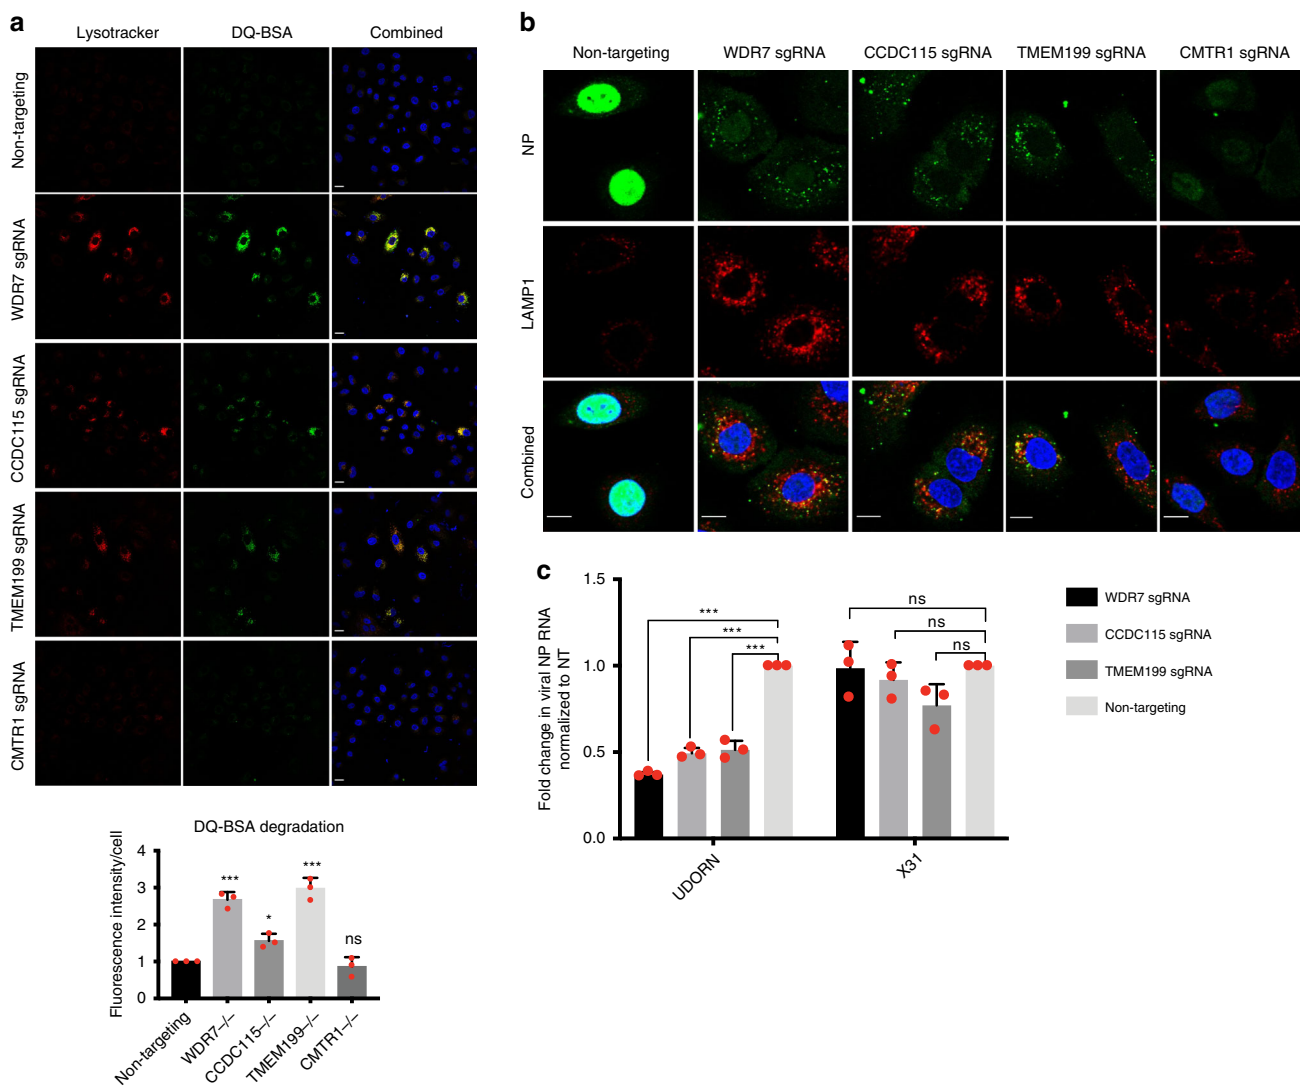 a
Lysotracker
DQ-BSA
Combined
Non-targeting
WDR7 sgRNA
CCDC115 sgRNA
TMEM199 sgRNA
CMTR1 sgRNA
DQ-BSA degradation
Fluorescence intensity/cell
4
3
2
1
0
***
*
***
ns
Non-targeting
WDR7–/–
CCDC115–/–
TMEM199–/–
CMTR1–/–
b
Non-targeting
WDR7 sgRNA
CCDC115 sgRNA
TMEM199 sgRNA
CMTR1 sgRNA
NP
LAMP1
Combined
c
Fold change in viral NP RNA
normalized to NT
1.5
1.0
0.5
0.0
***
***
***
ns
ns
ns
UDORN
X31
WDR7 sgRNA
CCDC115 sgRNA
TMEM199 sgRNA
Non-targeting